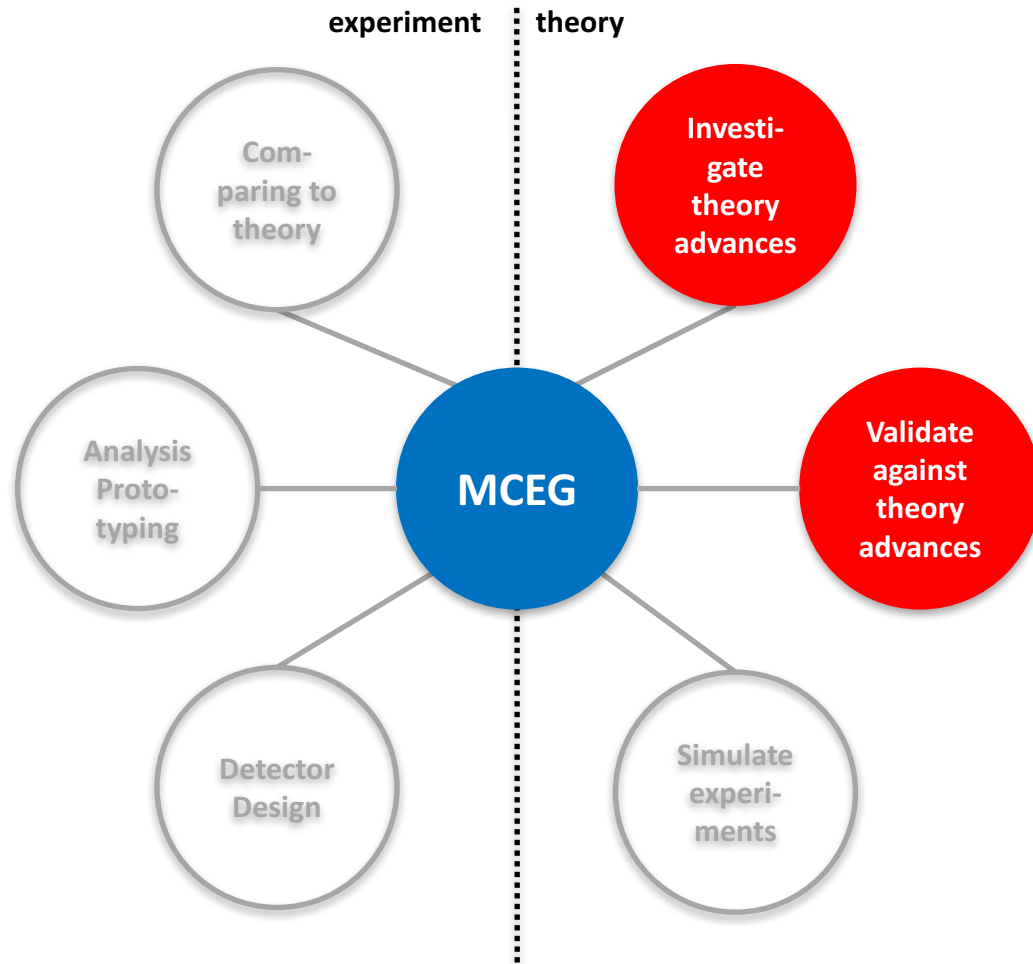 experiment theory
Com-
paring to
theory
Investi-
gate
theory
advances
Analysis
Proto-
typing
MCEG
Validate
against
theory
advances
Detector
Design
Simulate
experi-
ments